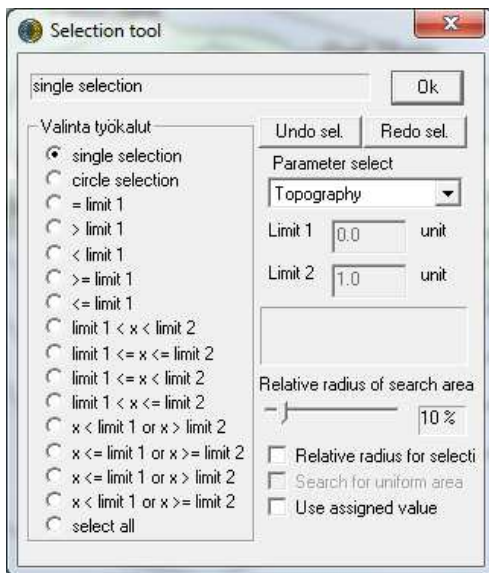 Selection tool
single selection
Ok
Valinta työkalut
single selection
circle selection
= limit 1
> limit 1
< limit 1
>= limit 1
<= limit 1
limit 1 < x < limit 2
limit 1 <= x <= limit 2
limit 1 <= x < limit 2
limit 1 < x <= limit 2
x < limit 1 or x > limit 2
x <= limit 1 or x >= limit 2
x <= limit 1 or x > limit 2
x < limit 1 or x >= limit 2
select all
Undo sel. Redo sel.
Parameter select
Topography
Limit 1 0.0 unit
Limit 2 1.0 unit
Relative radius of search area
10 %
Relative radius for selecti
Search for uniform area
Use assigned value